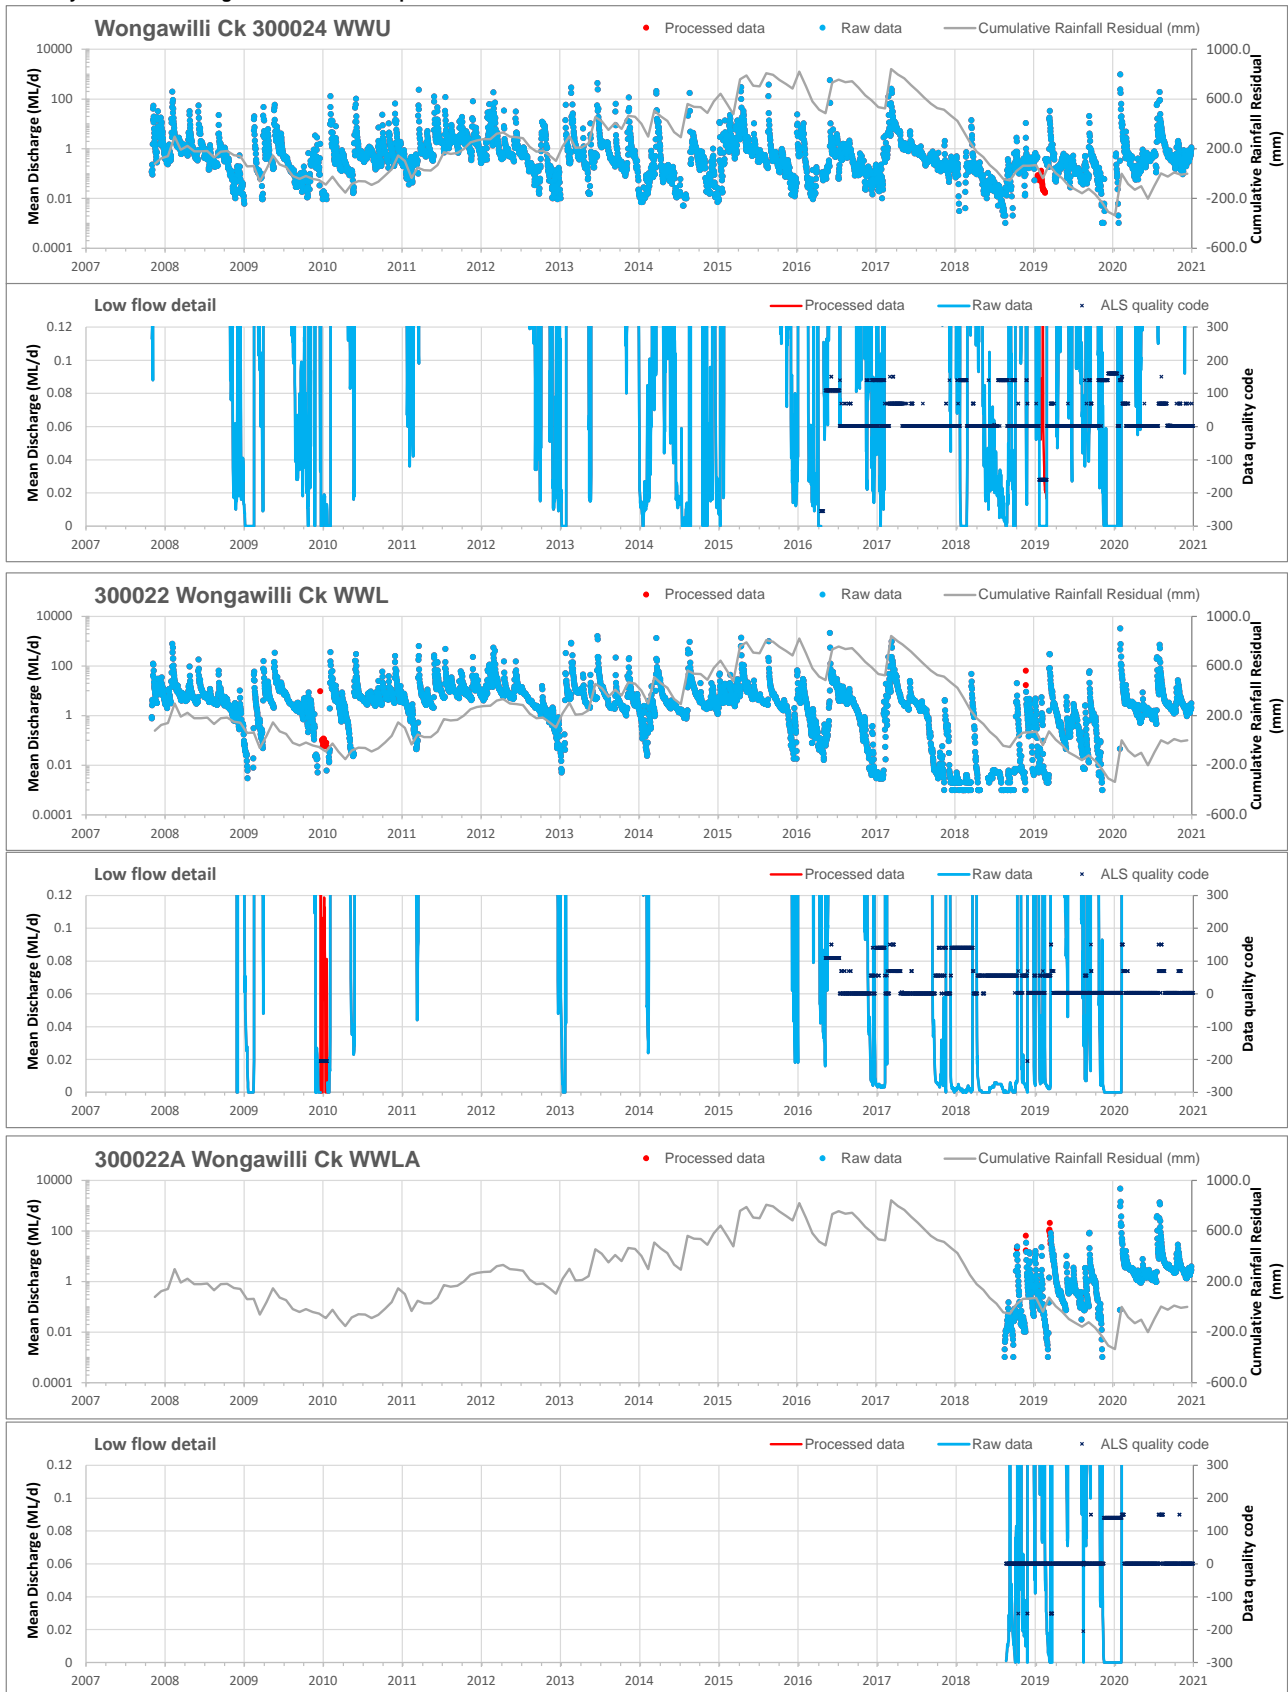 Wongawilli Ck 300024 WWU
Processed data Raw data Cumulative Rainfall Residual (mm)
Mean Discharge (ML/d)
10000
100
1
0.01
0.0001
1000.0
600.0
200.0
-200.0
-600.0
Cumulative Rainfall Residual (mm)
2007 2008 2009 2010 2011 2012 2013 2014 2015 2016 2017 2018 2019 2020 2021
Low flow detail
Processed data Raw data ALS quality code
Mean Discharge (ML/d)
0.12
0.1
0.08
0.06
0.04
0.02
0
300
200
100
0
-100
-200
-300
Data quality code
2007 2008 2009 2010 2011 2012 2013 2014 2015 2016 2017 2018 2019 2020 2021
300022 Wongawilli Ck WWL
Processed data Raw data Cumulative Rainfall Residual (mm)
Mean Discharge (ML/d)
10000
100
1
0.01
0.0001
1000.0
600.0
200.0
-200.0
-600.0
Cumulative Rainfall Residual
(mm)
2007 2008 2009 2010 2011 2012 2013 2014 2015 2016 2017 2018 2019 2020 2021
Low flow detail
Processed data Raw data ALS quality code
Mean Discharge (ML/d)
0.12
0.1
0.08
0.06
0.04
0.02
0
300
200
100
0
-100
-200
-300
Data quality code
2007 2008 2009 2010 2011 2012 2013 2014 2015 2016 2017 2018 2019 2020 2021
300022A Wongawilli Ck WWLA
Processed data Raw data Cumulative Rainfall Residual (mm)
Mean Discharge (ML/d)
10000
100
1
0.01
0.0001
1000.0
600.0
200.0
-200.0
-600.0
Cumulative Rainfall Residual
(mm)
2007 2008 2009 2010 2011 2012 2013 2014 2015 2016 2017 2018 2019 2020 2021
Low flow detail
Processed data Raw data ALS quality code
Mean Discharge (ML/d)
0.12
0.1
0.08
0.06
0.04
0.02
0
300
200
100
0
-100
-200
-300
Data quality code
2007 2008 2009 2010 2011 2012 2013 2014 2015 2016 2017 2018 2019 2020 2021